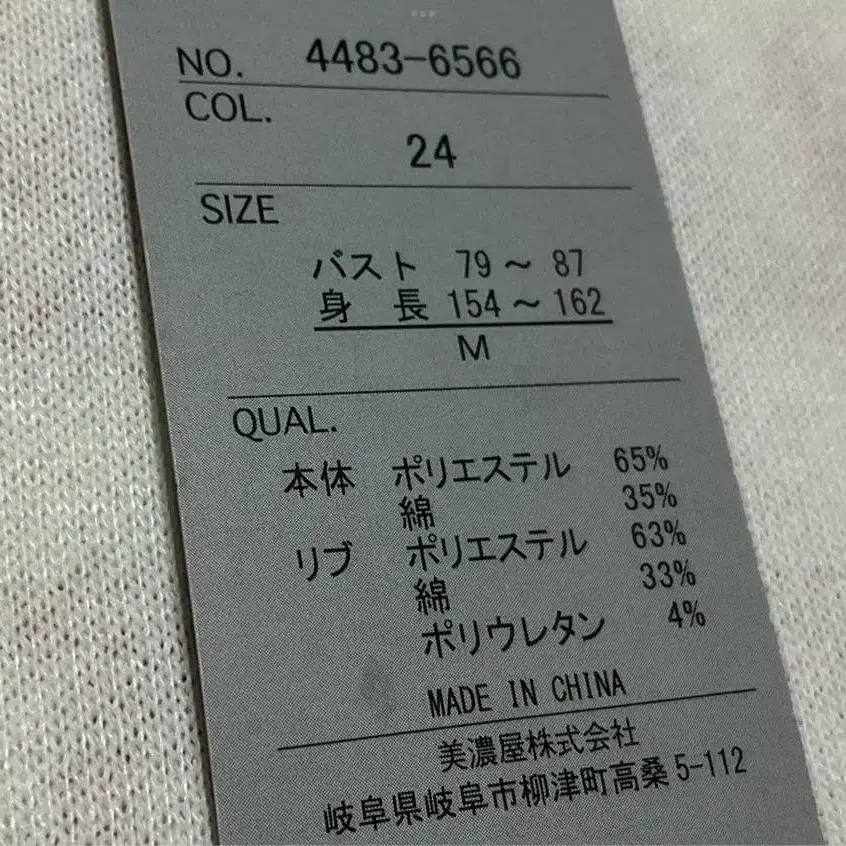 NO. 4483-6566
COL.
24
SIZE
バスト 79～87
身 長 154～162
M
QUAL.
本体 ポリエステル 65%
綿 35%
リブ ポリエステル 63%
綿 33%
ポリウレタン 4%
MADE IN CHINA
美濃屋株式会社
岐阜県岐阜市柳津町高桑5-112